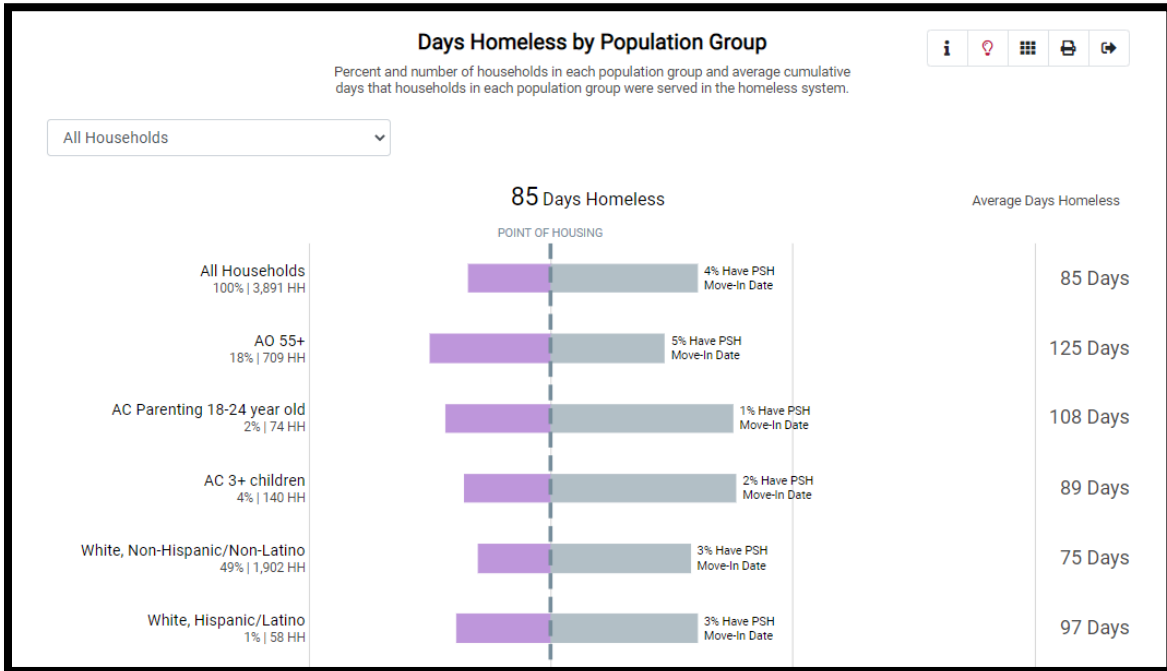 Days Homeless by Population Group
Percent and number of households in each population group and average cumulative
days that households in each population group were served in the homeless system.
All Households
85 Days Homeless
Average Days Homeless
POINT OF HOUSING
All Households
100% | 3,891 HH
4% Have PSH
Move-In Date
85 Days
AO 55+
18% | 709 HH
5% Have PSH
Move-In Date
125 Days
AC Parenting 18-24 year old
2% | 74 HH
1% Have PSH
Move-In Date
108 Days
AC 3+ children
4% | 140 HH
2% Have PSH
Move-In Date
89 Days
White, Non-Hispanic/Non-Latino
49% | 1,902 HH
3% Have PSH
Move-In Date
75 Days
White, Hispanic/Latino
1% | 58 HH
3% Have PSH
Move-In Date
97 Days